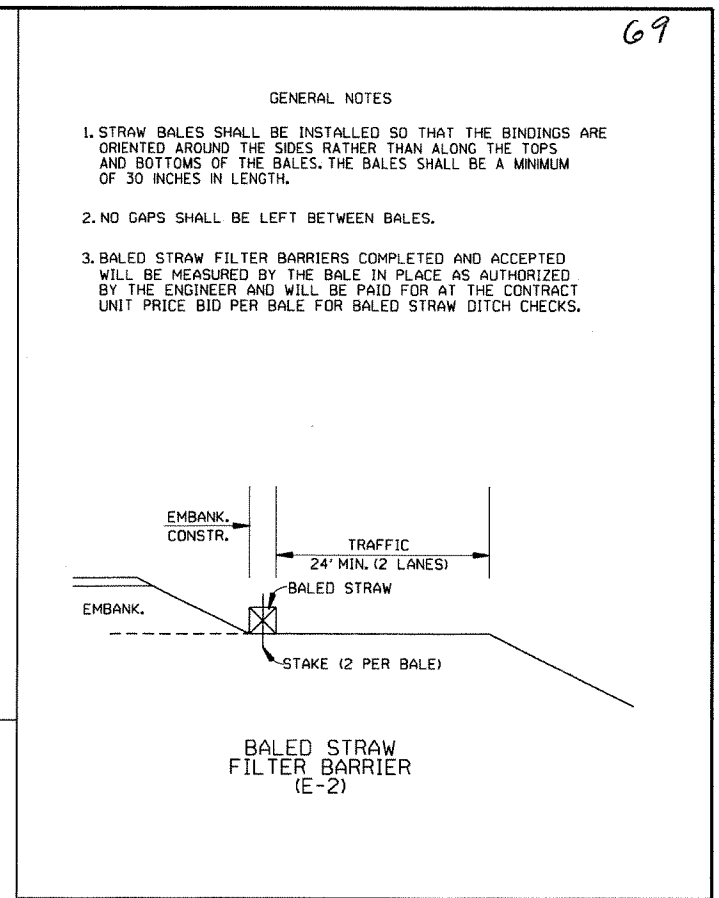 69
GENERAL NOTES
1. STRAW BALES SHALL BE INSTALLED SO THAT THE BINDINGS ARE
ORIENTED AROUND THE SIDES RATHER THAN ALONG THE TOPS
AND BOTTOMS OF THE BALES. THE BALES SHALL BE A MINIMUM
OF 30 INCHES IN LENGTH.
2. NO GAPS SHALL BE LEFT BETWEEN BALES.
3. BALED STRAW FILTER BARRIERS COMPLETED AND ACCEPTED
WILL BE MEASURED BY THE BALE IN PLACE AS AUTHORIZED
BY THE ENGINEER AND WILL BE PAID FOR AT THE CONTRACT
UNIT PRICE BID PER BALE FOR BALED STRAW DITCH CHECKS.
EMBANK.
CONSTR.
TRAFFIC
24' MIN. (2 LANES)
BALED STRAW
EMBANK.
STAKE (2 PER BALE)
BALED STRAW
FILTER BARRIER
(E-2)